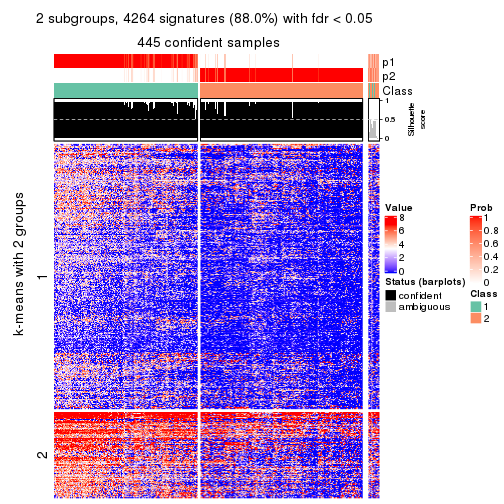 2 subgroups, 4264 signatures (88.0%) with fdr < 0.05
445 confident samples
p1
p2
Class
1
0.5
0
Silhouette
score
k-means with 2 groups
1
2
Value
8
6
4
2
0
Status (barplots)
confident
ambiguous
Prob
1
0.8
0.6
0.4
0.2
0
Class
1
2